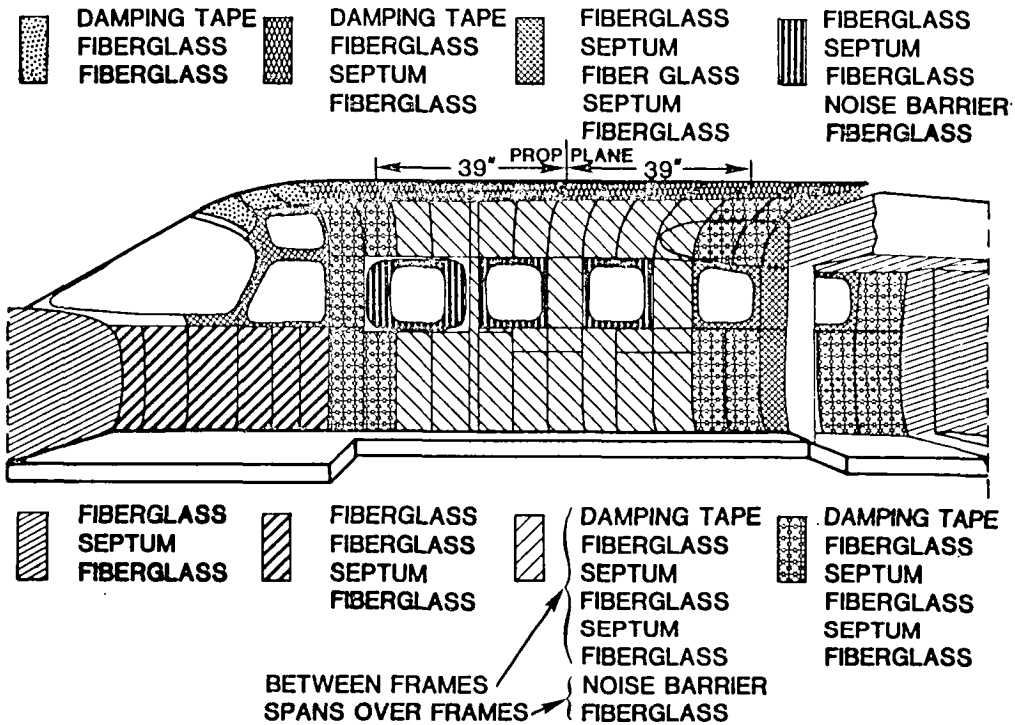 DAMPING TAPE
FIBERGLASS
FIBERGLASS
DAMPING TAPE
FIBERGLASS
SEPTUM
FIBERGLASS
FIBERGLASS
SEPTUM
FIBER GLASS
SEPTUM
FIBERGLASS
FIBERGLASS
SEPTUM
FIBERGLASS
NOISE BARRIER
FIBERGLASS
39" PROP PLANE 39"
FIBERGLASS
SEPTUM
FIBERGLASS
FIBERGLASS
FIBERGLASS
SEPTUM
FIBERGLASS
DAMPING TAPE
FIBERGLASS
SEPTUM
FIBERGLASS
SEPTUM
FIBERGLASS
BETWEEN FRAMES
NOISE BARRIER
SPANS OVER FRAMES
FIBERGLASS
DAMPING TAPE
FIBERGLASS
SEPTUM
FIBERGLASS
SEPTUM
FIBERGLASS